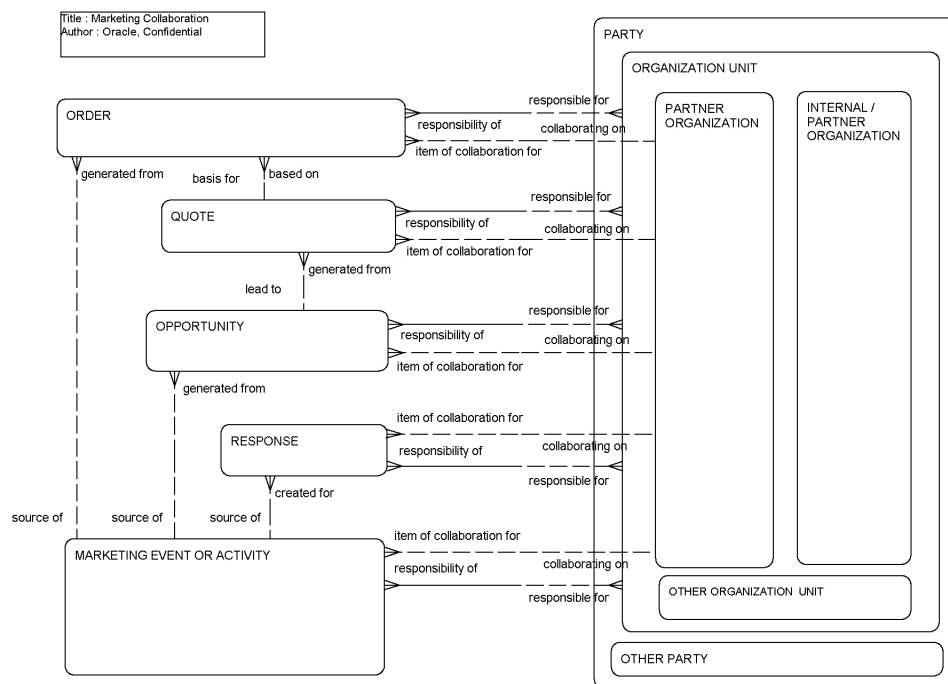 Title : Marketing Collaboration
Author : Oracle, Confidential
PARTY
ORGANIZATION UNIT
PARTNER
ORGANIZATION
INTERNAL /
PARTNER
ORGANIZATION
ORDER
responsible for
responsibility of
collaborating on
item of collaboration for
generated from
basis for
based on
QUOTE
responsible for
responsibility of
collaborating on
item of collaboration for
generated from
lead to
OPPORTUNITY
responsible for
responsibility of
collaborating on
item of collaboration for
generated from
RESPONSE
item of collaboration for
collaborating on
responsibility of
responsible for
created for
source of
source of
source of
MARKETING EVENT OR ACTIVITY
item of collaboration for
collaborating on
responsibility of
responsible for
OTHER ORGANIZATION UNIT
OTHER PARTY